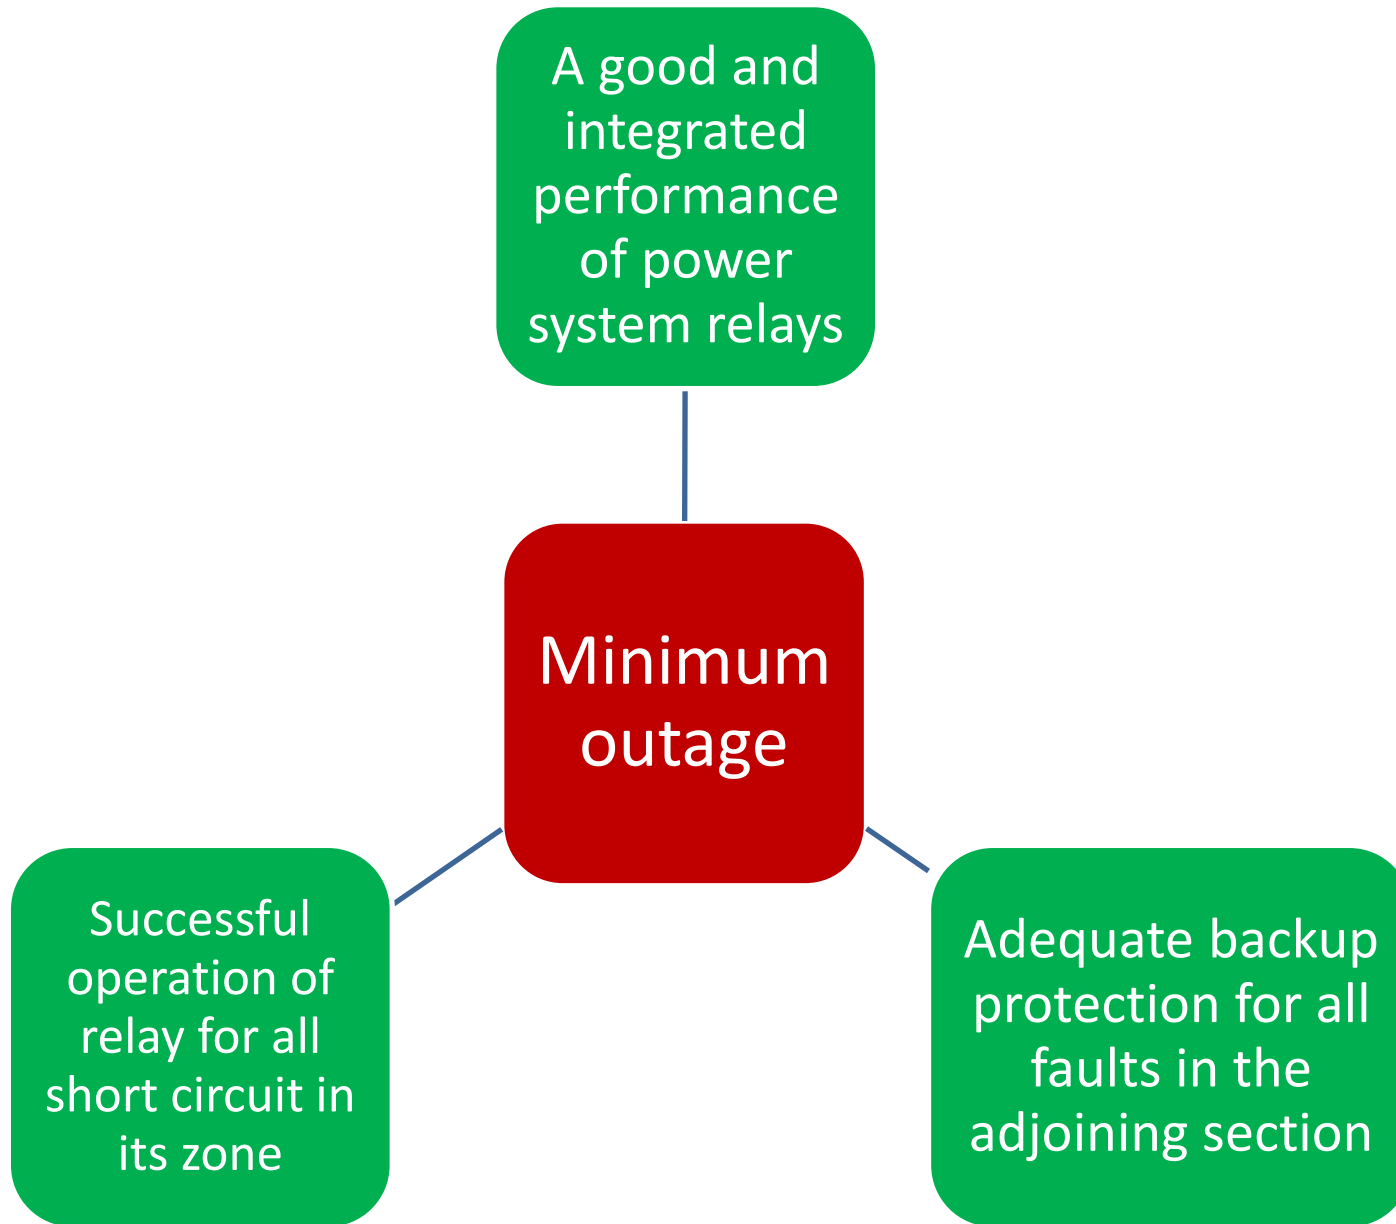 A good and
integrated
performance
of power
system relays
Minimum
outage
Successful
operation of
relay for all
short circuit in
its zone
Adequate backup
protection for all
faults in the
adjoining section